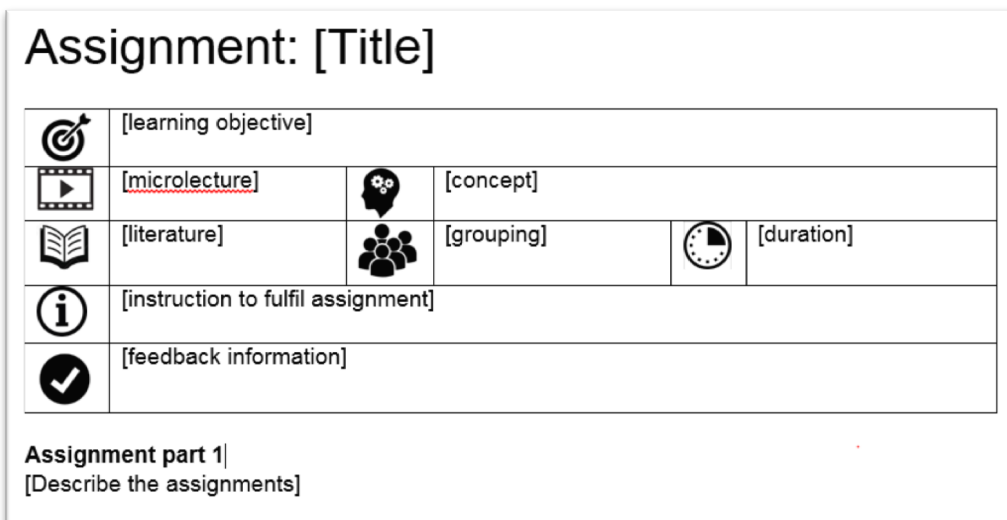 Assignment: [Title]
[learning objective]
[microlecture]
[concept]
[literature]
[grouping]
[duration]
[instruction to fulfil assignment]
[feedback information]
Assignment part 1
[Describe the assignments]